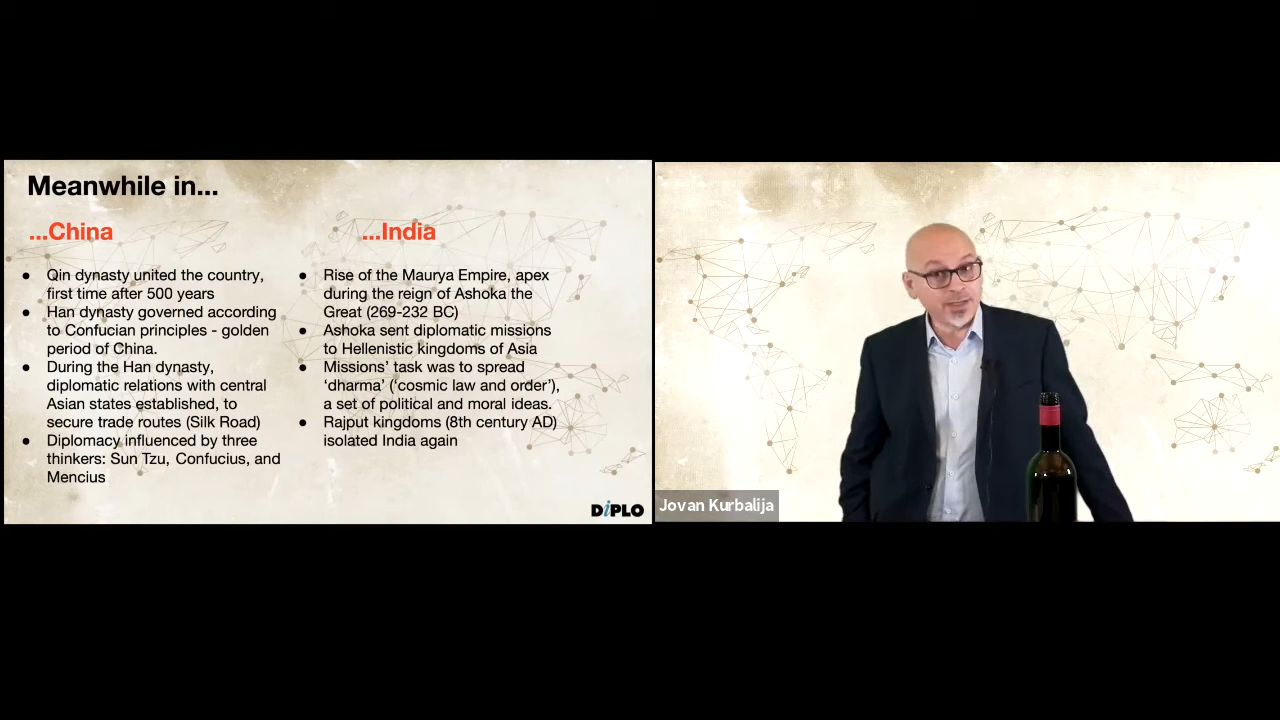 Meanwhile in...
...China
● Qin dynasty united the country,
first time after 500 years
● Han dynasty governed according
to Confucian principles - golden
period of China.
● During the Han dynasty,
diplomatic relations with central
Asian states established, to
secure trade routes (Silk Road)
● Diplomacy influenced by three
thinkers: Sun Tzu, Confucius, and
Mencius
...India
● Rise of the Maurya Empire, apex
during the reign of Ashoka the
Great (269-232 BC)
● Ashoka sent diplomatic missions
to Hellenistic kingdoms of Asia
● Missions’ task was to spread
‘dharma’ (‘cosmic law and order’),
a set of political and moral ideas.
● Rajput kingdoms (8th century AD)
isolated India again
DiPLO
Jovan Kurbalija